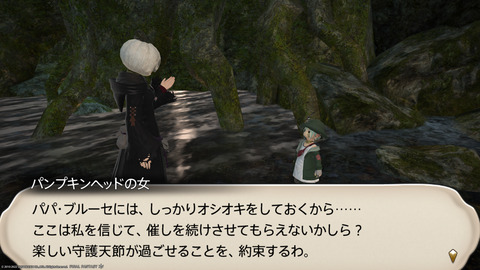 パンプキンヘッドの女
パパ・ブルーセには、しっかりオシオキをしておくから……
ここは私を信じて、催しを続けさせてもらえないかしら？
楽しい守護天節が過ごせることを、約束するわ。